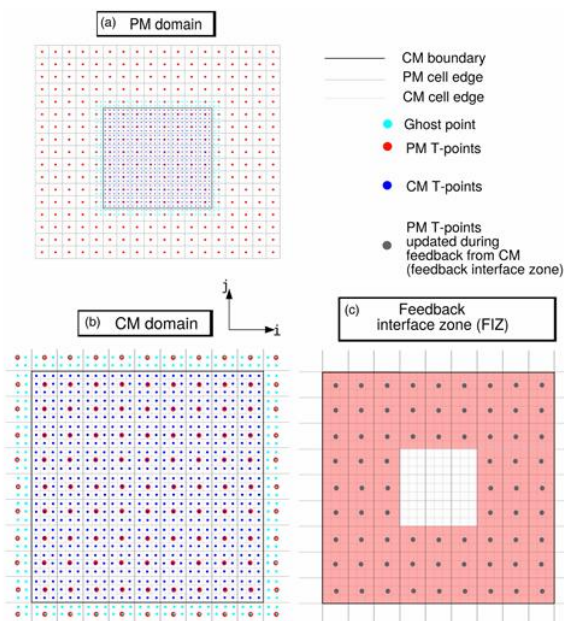 (a) PM domain
CM boundary
PM cell edge
CM cell edge
Ghost point
PM T-points
CM T-points
PM T-points
updated during
feedback from CM
(feedback interface zone)
j
i
(b) CM domain
(c) Feedback
interface zone (FIZ)